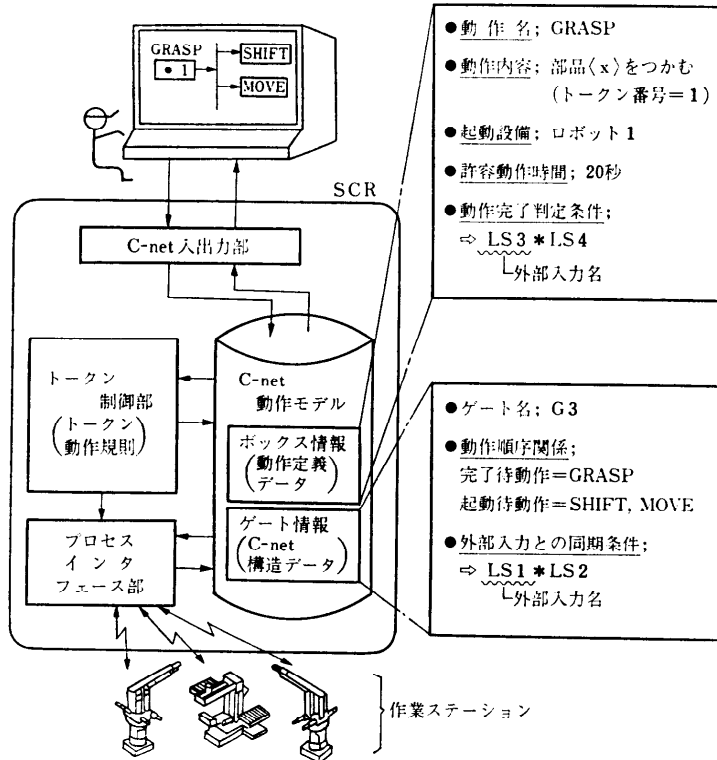 GRASP
● 1
SHIFT
MOVE
SCR
C-net 入出力部
トークン
制御部
(トークン
動作規則)
C-net
動作モデル
ボックス情報
(動作定義
データ)
ゲート情報
(C-net
構造データ)
プロセス
インタ
フェース部
作業ステーション
●動作名; GRASP
●動作内容; 部品〈x〉をつかむ
(トークン番号=1)
●起動設備; ロボット1
●許容動作時間; 20秒
●動作完了判定条件;
⇨ LS3 * LS4
外部入力名
●ゲート名; G3
●動作順序関係;
完了待動作=GRASP
起動待動作=SHIFT, MOVE
●外部入力との同期条件;
⇨ LS1 * LS2
外部入力名